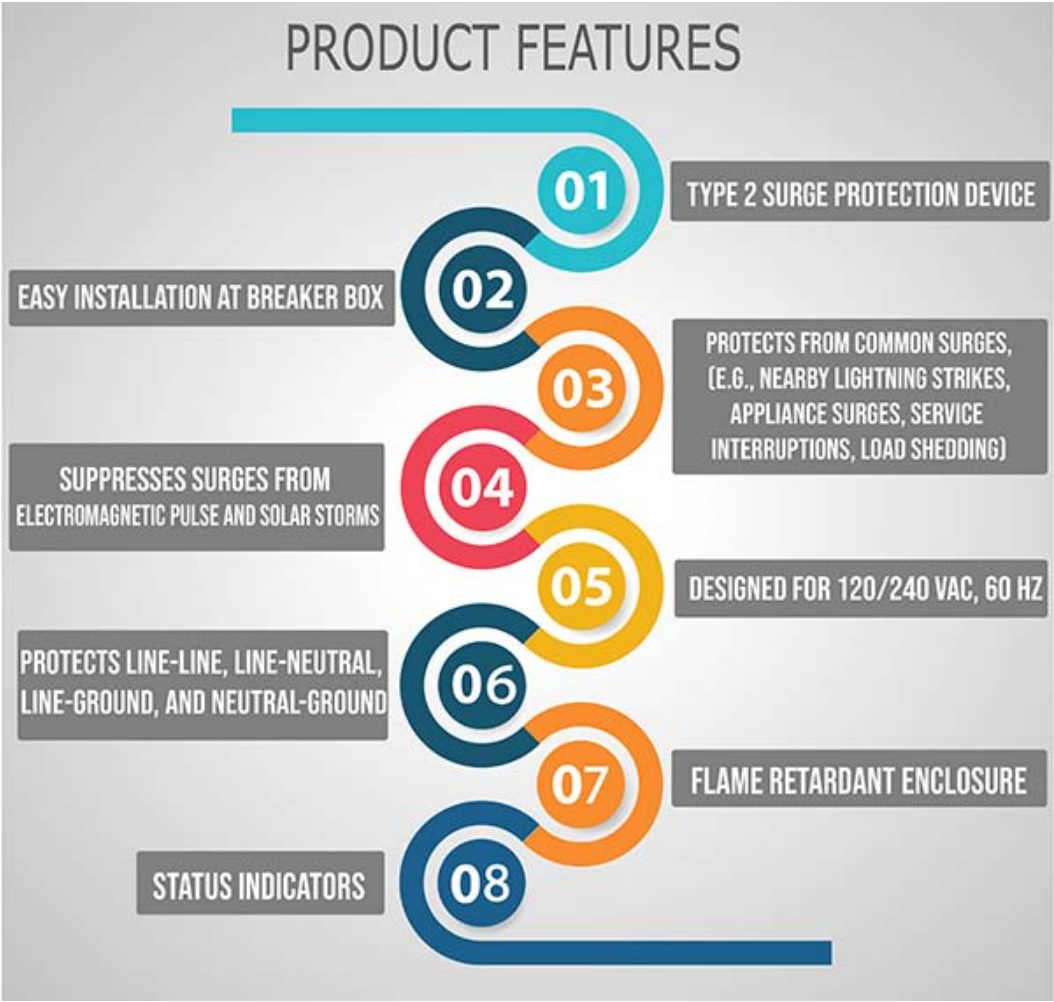 PRODUCT FEATURES
01
TYPE 2 SURGE PROTECTION DEVICE
02
EASY INSTALLATION AT BREAKER BOX
03
PROTECTS FROM COMMON SURGES,
(E.G., NEARBY LIGHTNING STRIKES,
APPLIANCE SURGES, SERVICE
INTERRUPTIONS, LOAD SHEDDING)
04
SUPPRESSES SURGES FROM
ELECTROMAGNETIC PULSE AND SOLAR STORMS
05
DESIGNED FOR 120/240 VAC, 60 HZ
06
PROTECTS LINE-LINE, LINE-NEUTRAL,
LINE-GROUND, AND NEUTRAL-GROUND
07
FLAME RETARDANT ENCLOSURE
08
STATUS INDICATORS